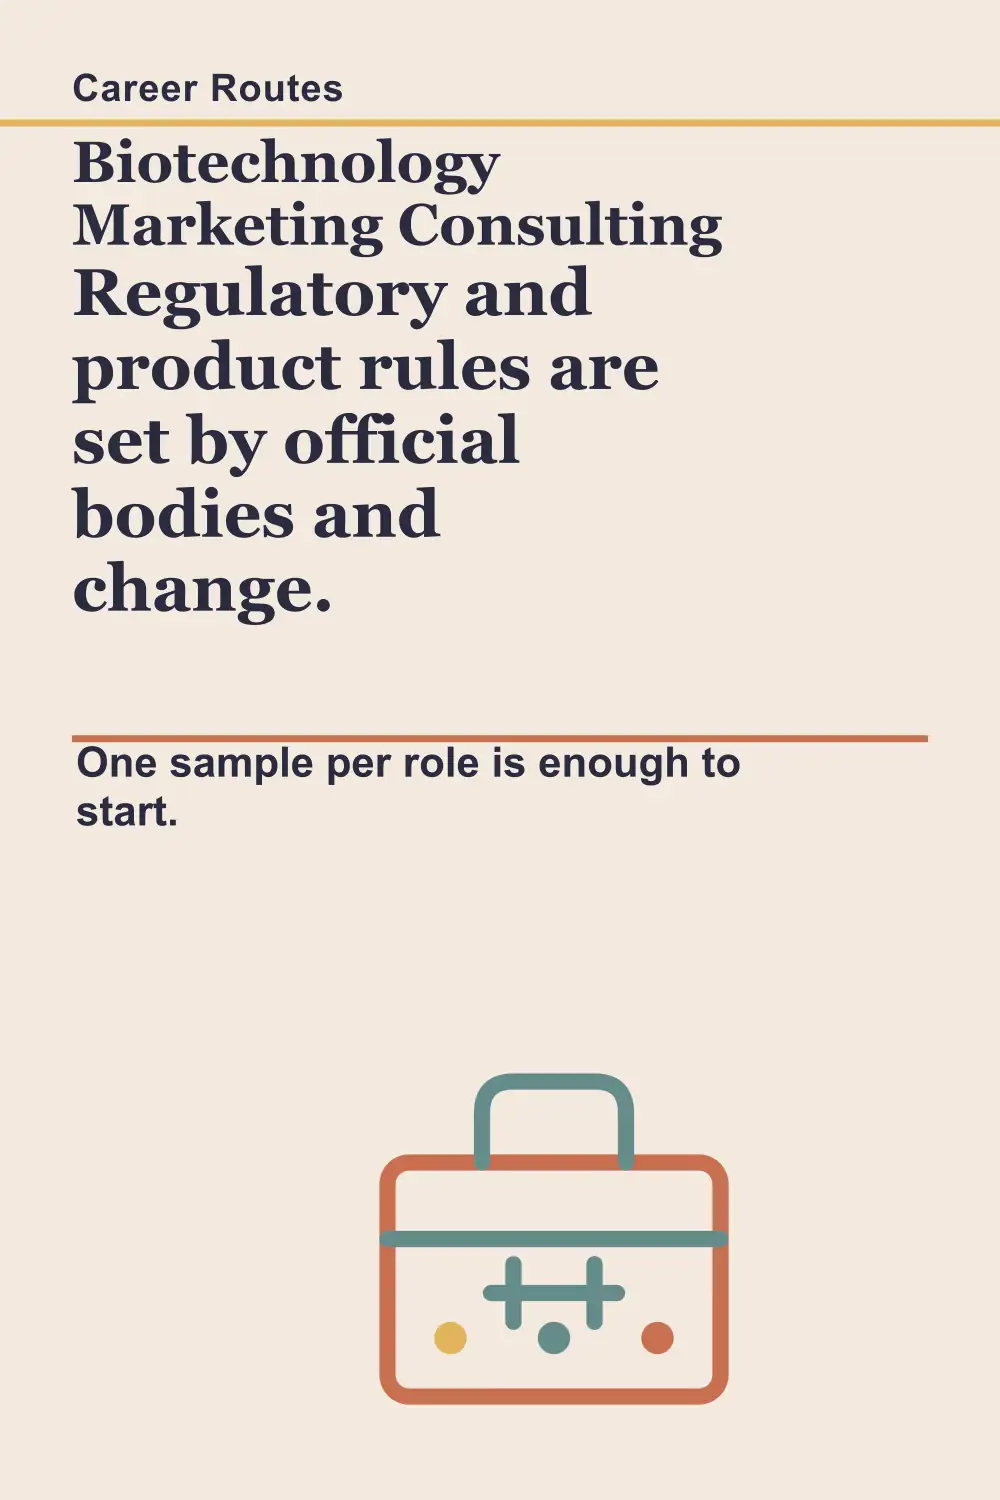 Career Routes
Biotechnology
Marketing Consulting
Regulatory and
product rules are
set by official
bodies and
change.
One sample per role is enough to
start.